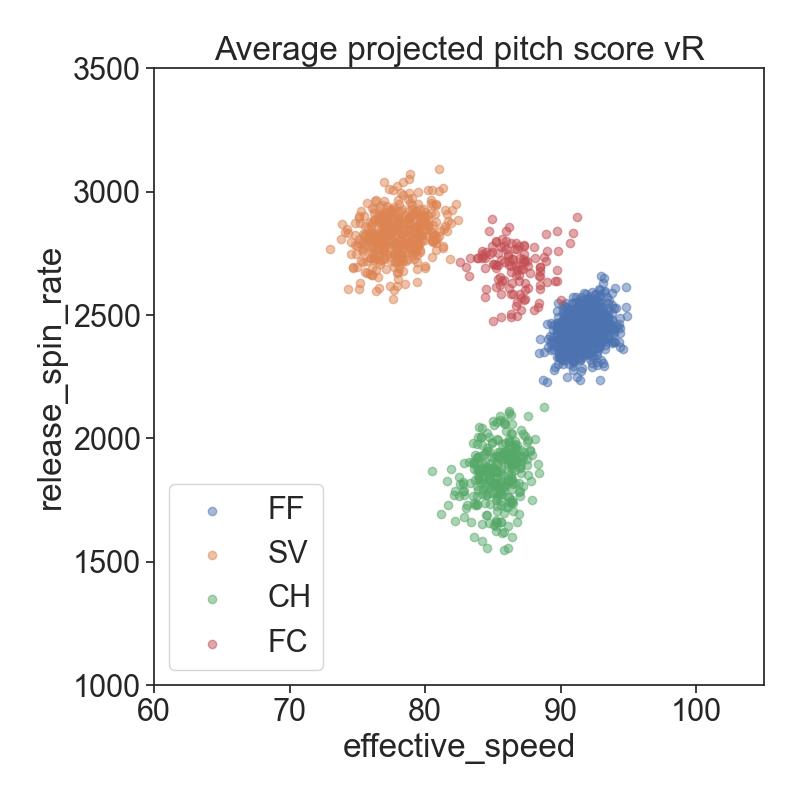 Average projected pitch score vR
3500
3000
2500
2000
1500
1000
release_spin_rate
FF
SV
CH
FC
60 70 80 90 100
effective_speed